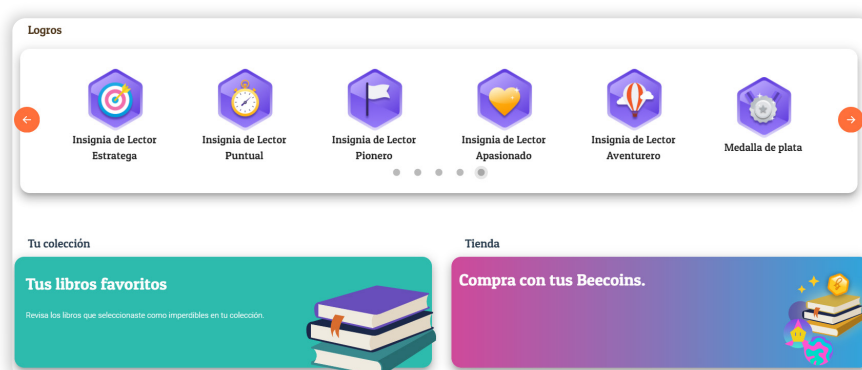 Logros
Insignia de Lector
Estratega
Insignia de Lector
Puntual
Insignia de Lector
Pionero
Insignia de Lector
Apasionado
Insignia de Lector
Aventurero
Medalla de plata
Tu colección
Tus libros favoritos
Revisa los libros que seleccionaste como imperdibles en tu colección.
Tienda
Compra con tus Beecoins.